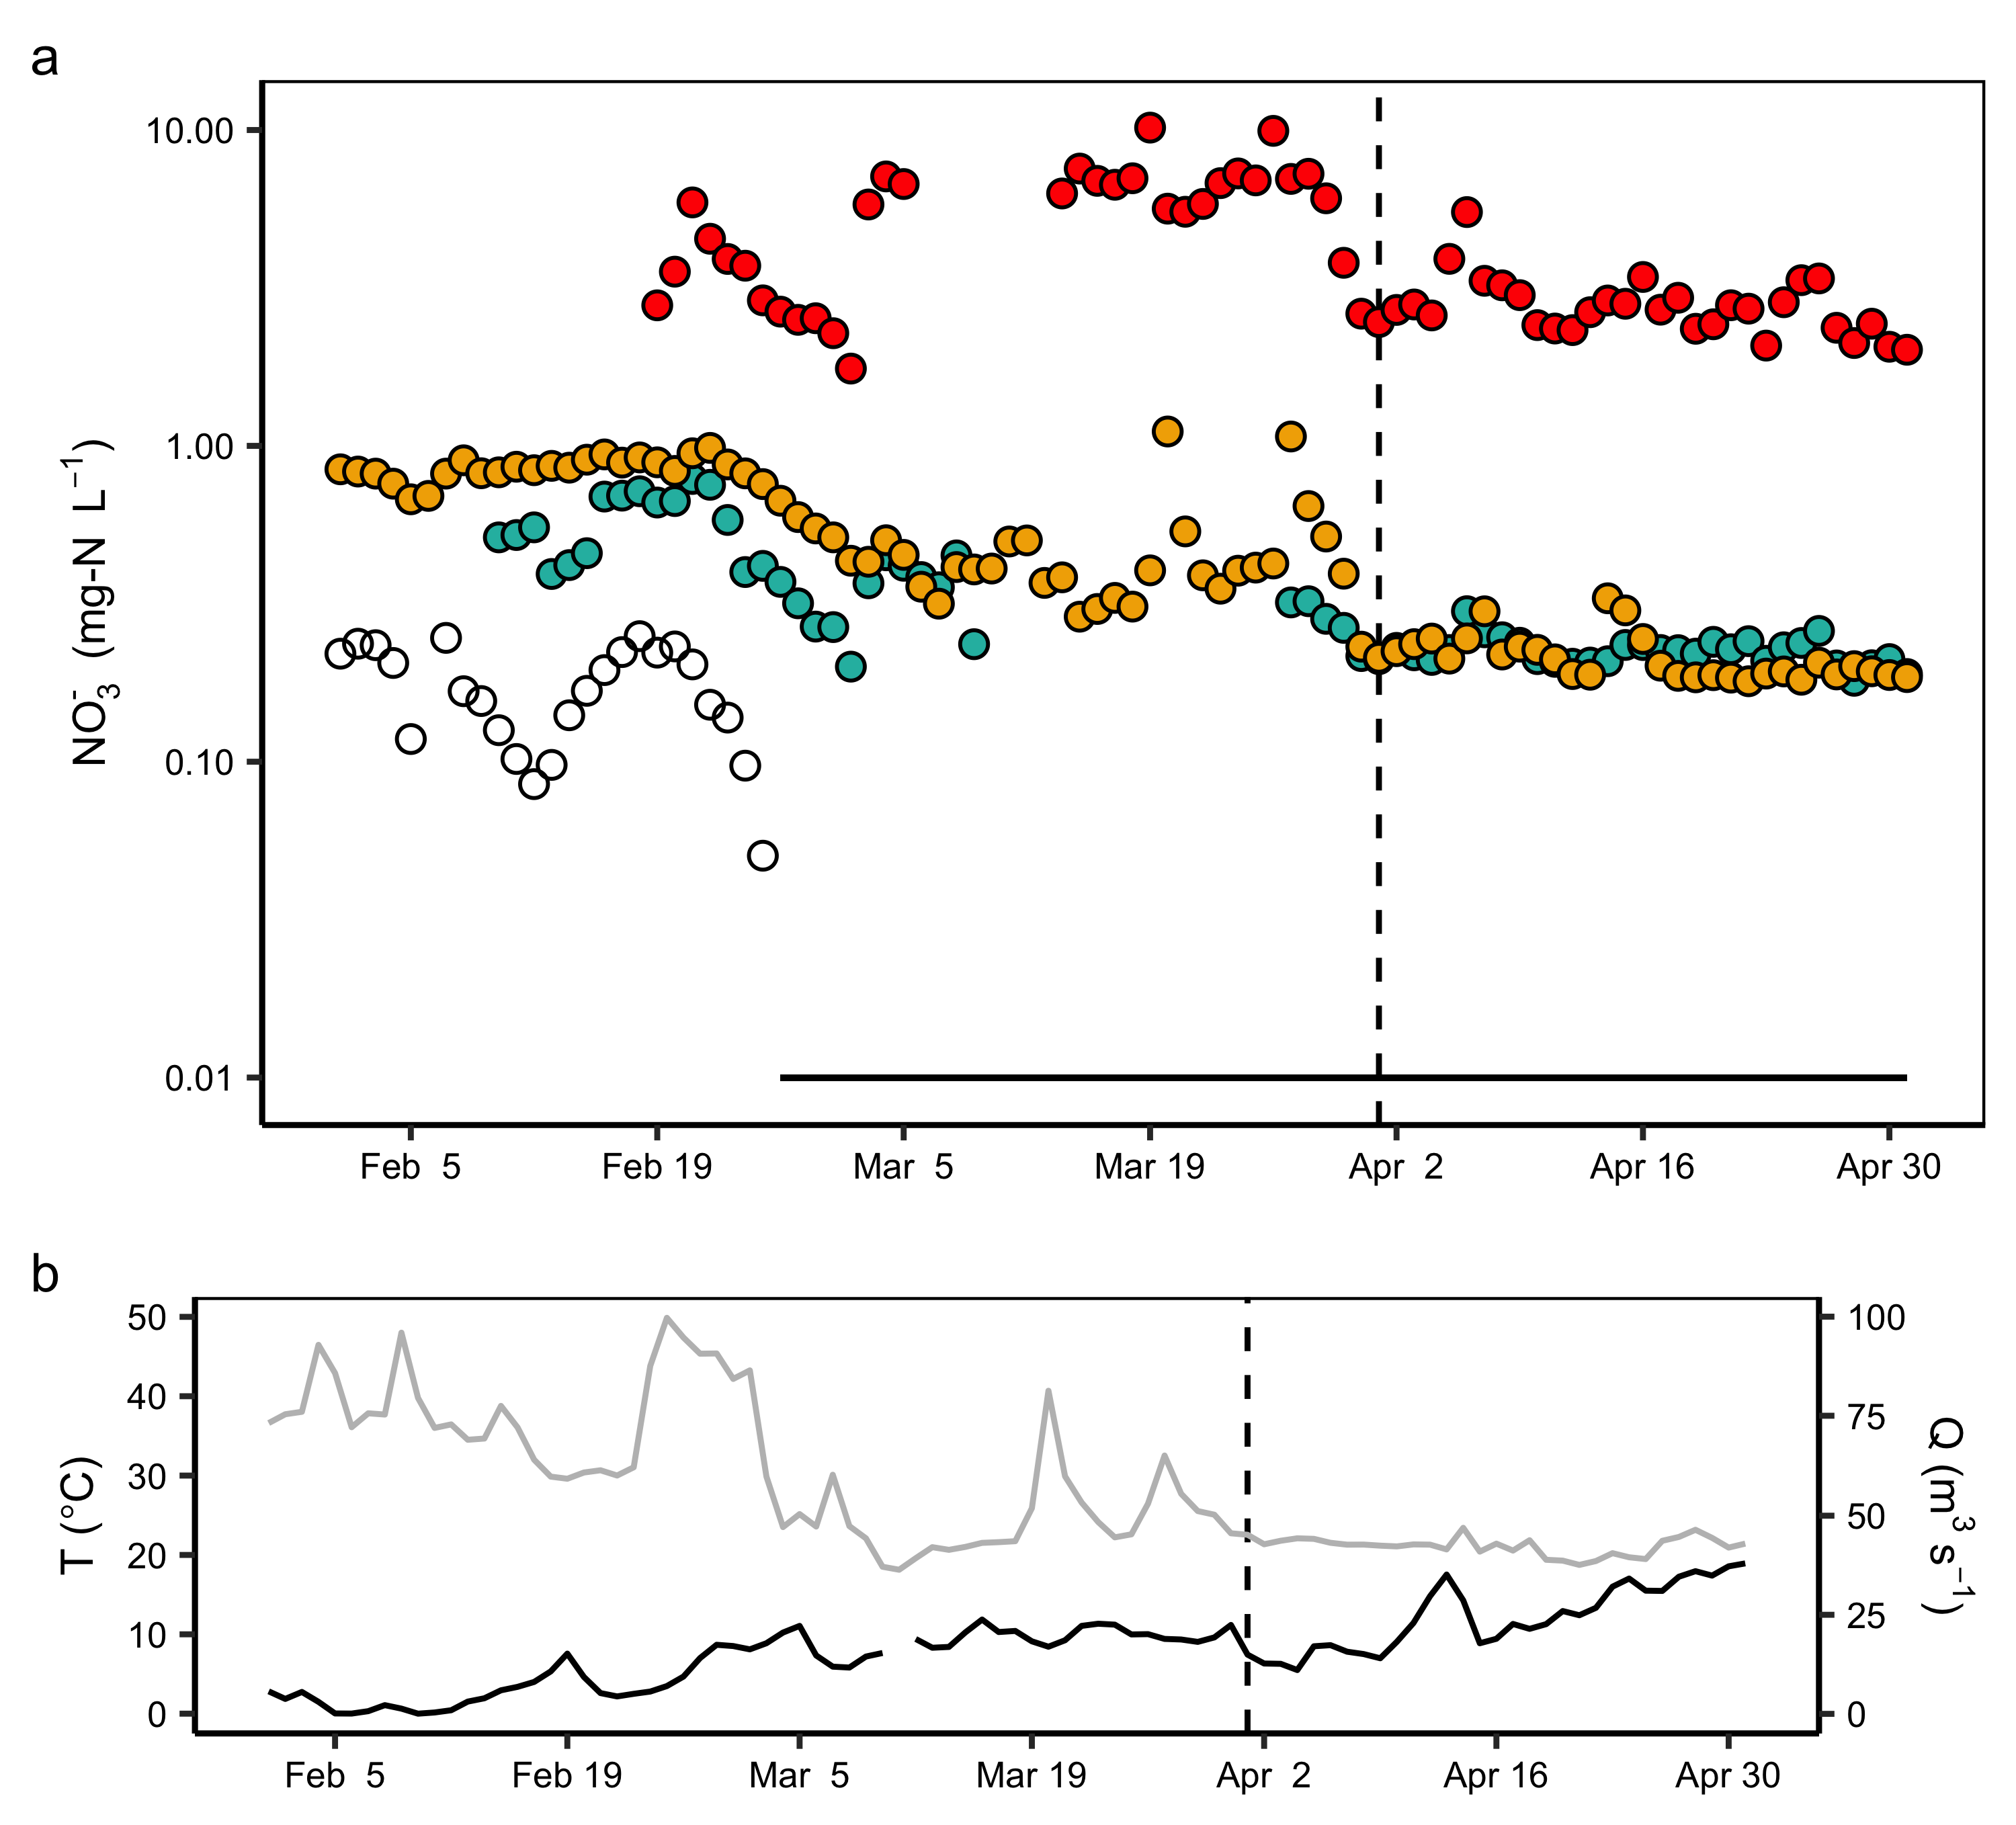 a
10.00
1.00
0.10
0.01
NO₃⁻ (mg-N L⁻¹)
Feb 5 Feb 19 Mar 5 Mar 19 Apr 2 Apr 16 Apr 30
b
50
40
30
20
10
0
T (°C)
100
75
50
25
0
Q (m³ s⁻¹)
Feb 5 Feb 19 Mar 5 Mar 19 Apr 2 Apr 16 Apr 30